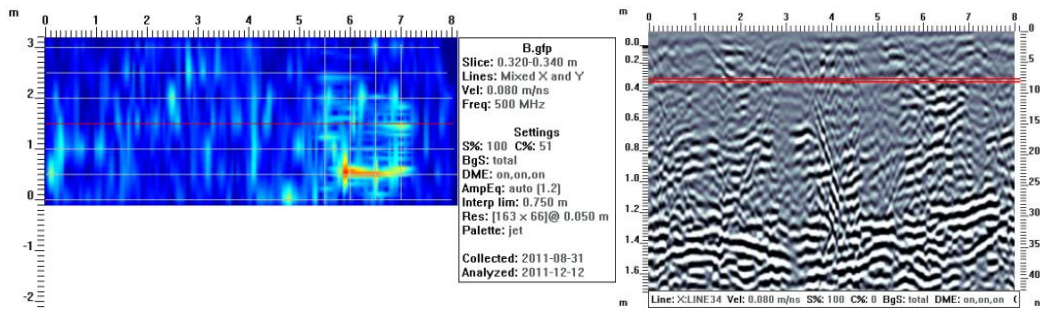 m 0 1 2 3 4 5 6 7 8
3
2
1
0
-1
-2
B.gfp
Slice: 0.320-0.340 m
Lines: Mixed X and Y
Vel: 0.080 m/ns
Freq: 500 MHz
Settings
S%: 100 C%: 51
BgS: total
DME: on,on,on
AmpEq: auto [1.2]
Interp lim: 0.750 m
Res: [163 x 66]@ 0.050 m
Palette: jet
Collected: 2011-08-31
Analyzed: 2011-12-12
m 0 1 2 3 4 5 6 7 8 n
0.0 0
0.2 5
0.4 10
0.6 15
0.8 20
1.0 25
1.2 30
1.4 35
1.6 40
m Line: X:LINE34 Vel: 0.080 m/ns S%: 100 C%: 0 BgS: total DME: on,on,on ( n